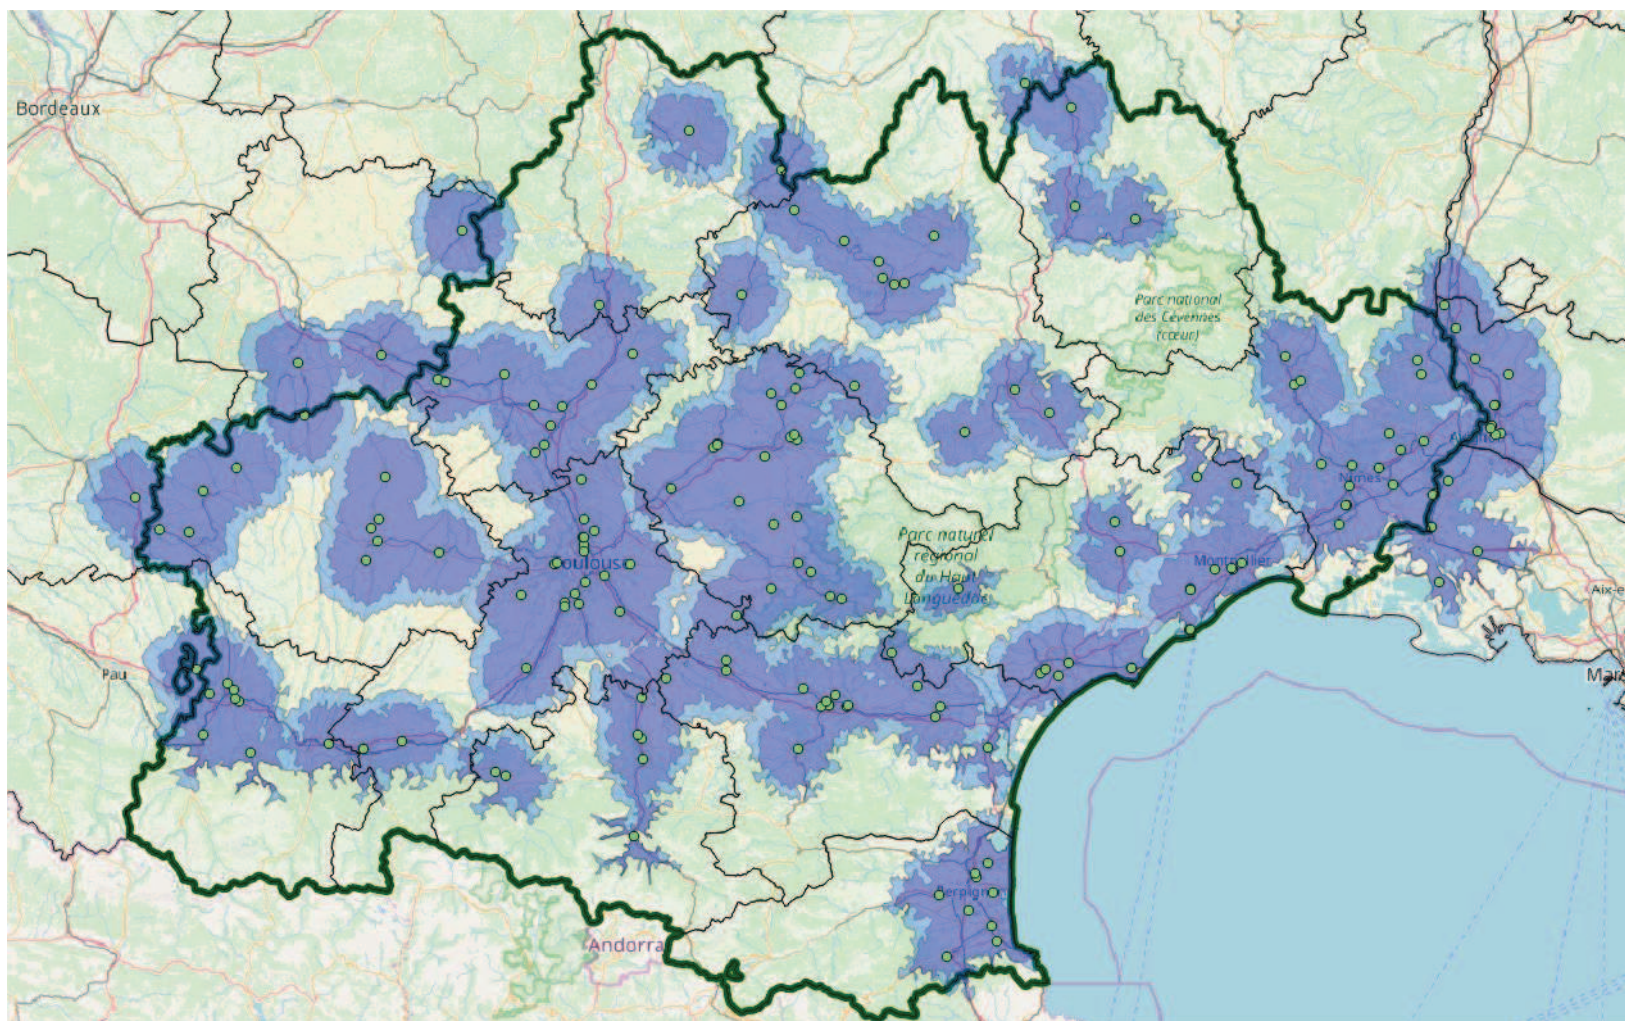 Bordeaux
Parc national
des Cévennes
(cœur)
Nîmes
Parc naturel
régional
du Haut-
Languedoc
Toulouse
Montpellier
Aix-e
Pau
Mar
Perpignan
Andorra